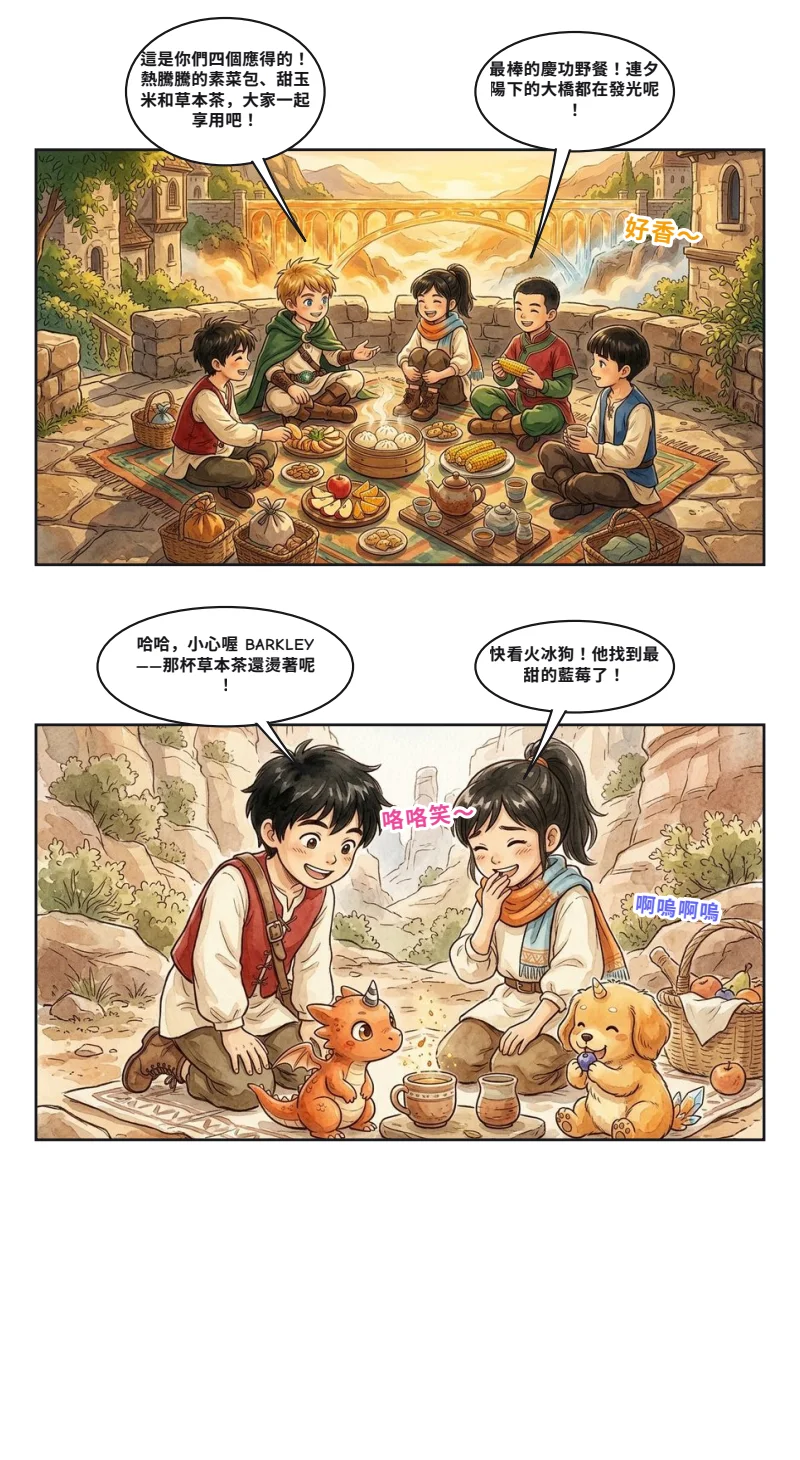 這是你們四個應得的！
熱騰騰的素菜包、甜玉
米和草本茶，大家一起
享用吧！
最棒的慶功野餐！連夕
陽下的大橋都在發光呢
！
好香～
哈哈，小心喔 BARKLEY
——那杯草本茶還燙著呢
！
快看火冰狗！他找到最
甜的藍莓了！
咯咯笑～
啊嗚啊嗚